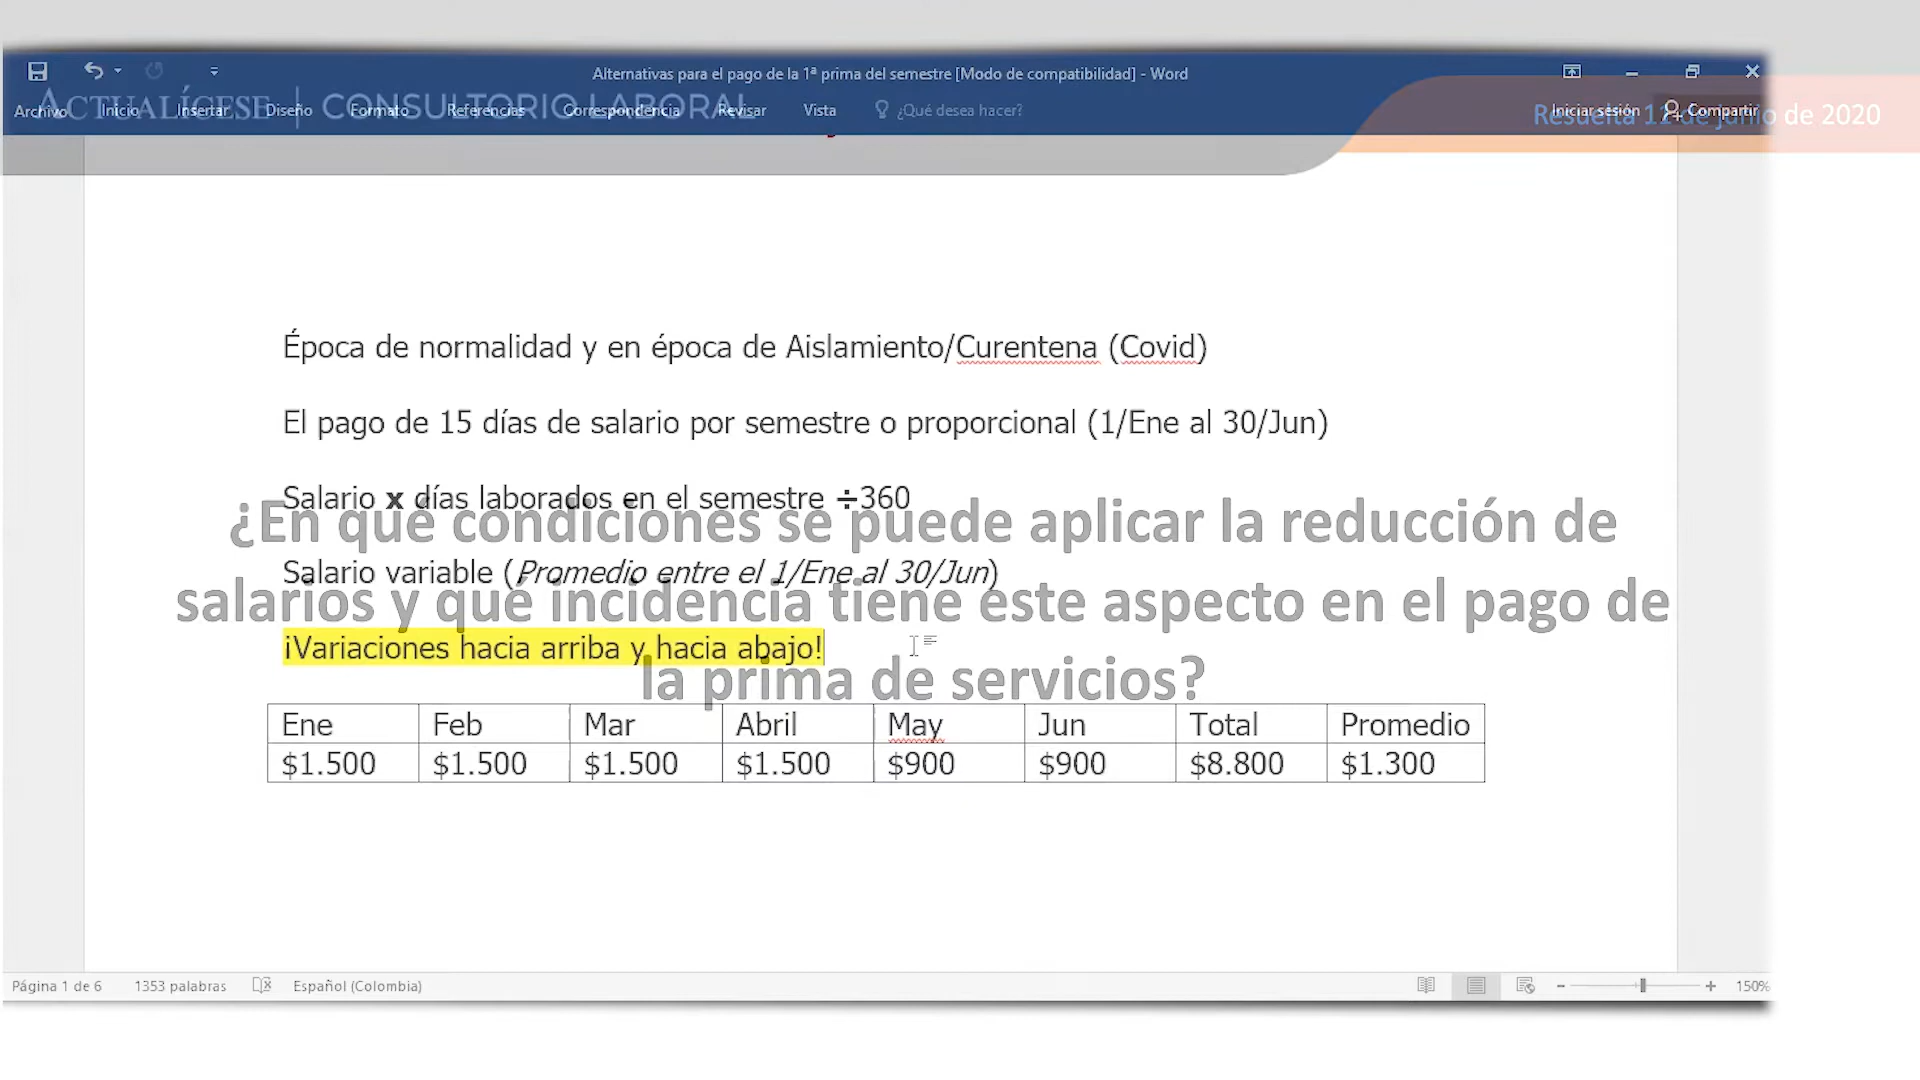 Alternativas para el pago de la 1ª prima del semestre [Modo de compatibilidad] - Word
ACTUALÍCESE | CONSULTORIO LABORAL
Archivo Inicio Insertar Diseño Formato Referencias Correspondencia Revisar Vista ¿Qué desea hacer? Iniciar sesión Compartir
Resuelta 11 de junio de 2020
Época de normalidad y en época de Aislamiento/Curentena (Covid)
El pago de 15 días de salario por semestre o proporcional (1/Ene al 30/Jun)
Salario x días laborados en el semestre ÷360
¿En qué condiciones se puede aplicar la reducción de
Salario variable (Promedio entre el 1/Ene al 30/Jun)
salarios y qué incidencia tiene este aspecto en el pago de
¡Variaciones hacia arriba y hacia abajo!
la prima de servicios?
Ene Feb Mar Abril May Jun Total Promedio
$1.500 $1.500 $1.500 $1.500 $900 $900 $8.800 $1.300
Página 1 de 6 1353 palabras Español (Colombia) 150%